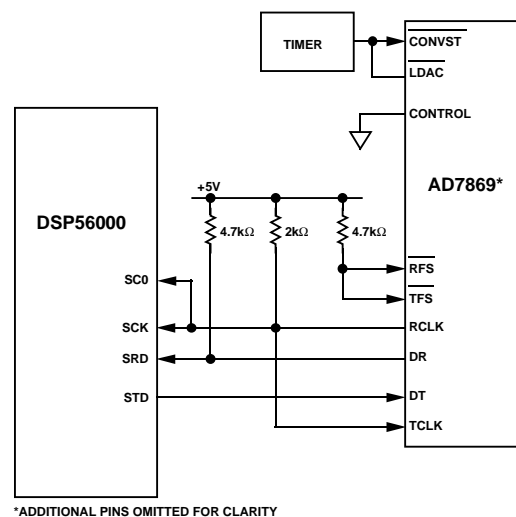 TIMER
CONVST
LDAC
CONTROL
AD7869*
DSP56000
+5V
4.7kΩ
2kΩ
4.7kΩ
SC0
RFS
TFS
SCK
RCLK
SRD
DR
STD
DT
TCLK
*ADDITIONAL PINS OMITTED FOR CLARITY